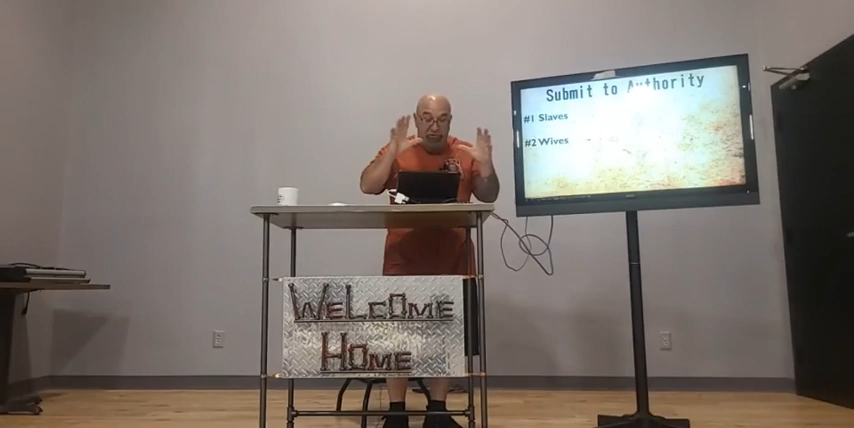 Submit to Authority
#1 Slaves
#2 Wives
WELCOME
HOME